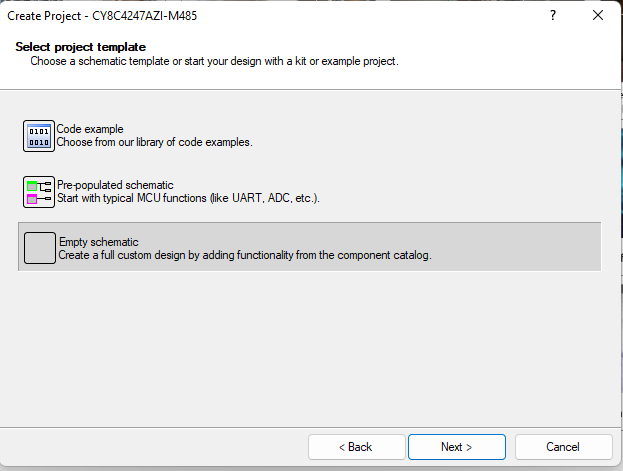 Create Project - CY8C4247AZI-M485
?
Select project template
Choose a schematic template or start your design with a kit or example project.
0101
0010
Code example
Choose from our library of code examples.
Pre-populated schematic
Start with typical MCU functions (like UART, ADC, etc.).
Empty schematic
Create a full custom design by adding functionality from the component catalog.
< Back
Next >
Cancel